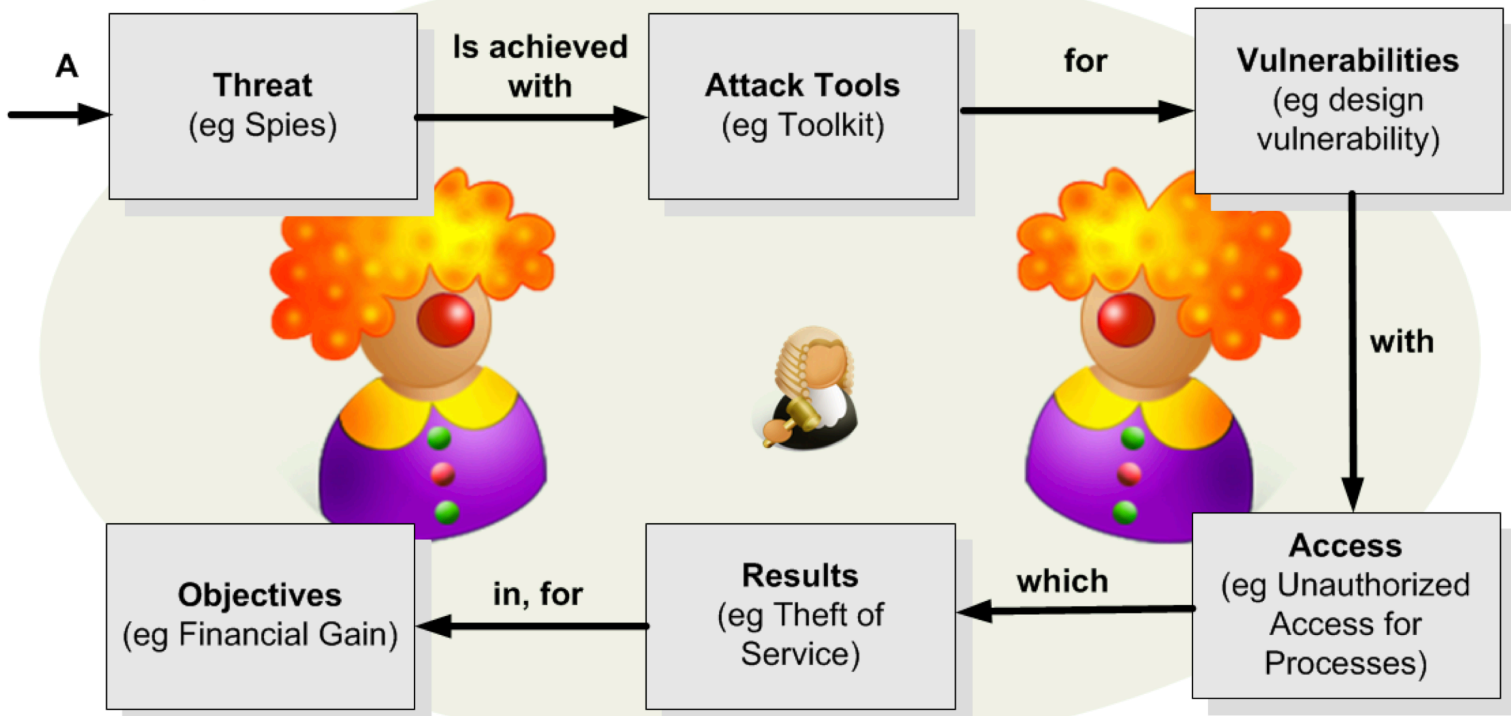 A
Threat
(eg Spies)
Is achieved
with
Attack Tools
(eg Toolkit)
for
Vulnerabilities
(eg design
vulnerability)
with
Access
(eg Unauthorized
Access for
Processes)
which
Results
(eg Theft of
Service)
in, for
Objectives
(eg Financial Gain)